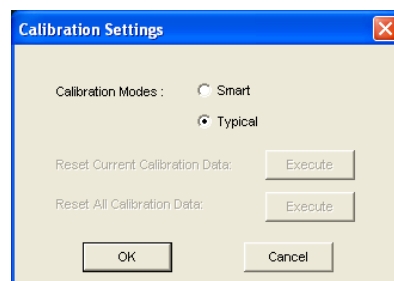 Calibration Settings
Calibration Modes : Smart
Typical
Reset Current Calibration Data: Execute
Reset All Calibration Data: Execute
OK Cancel